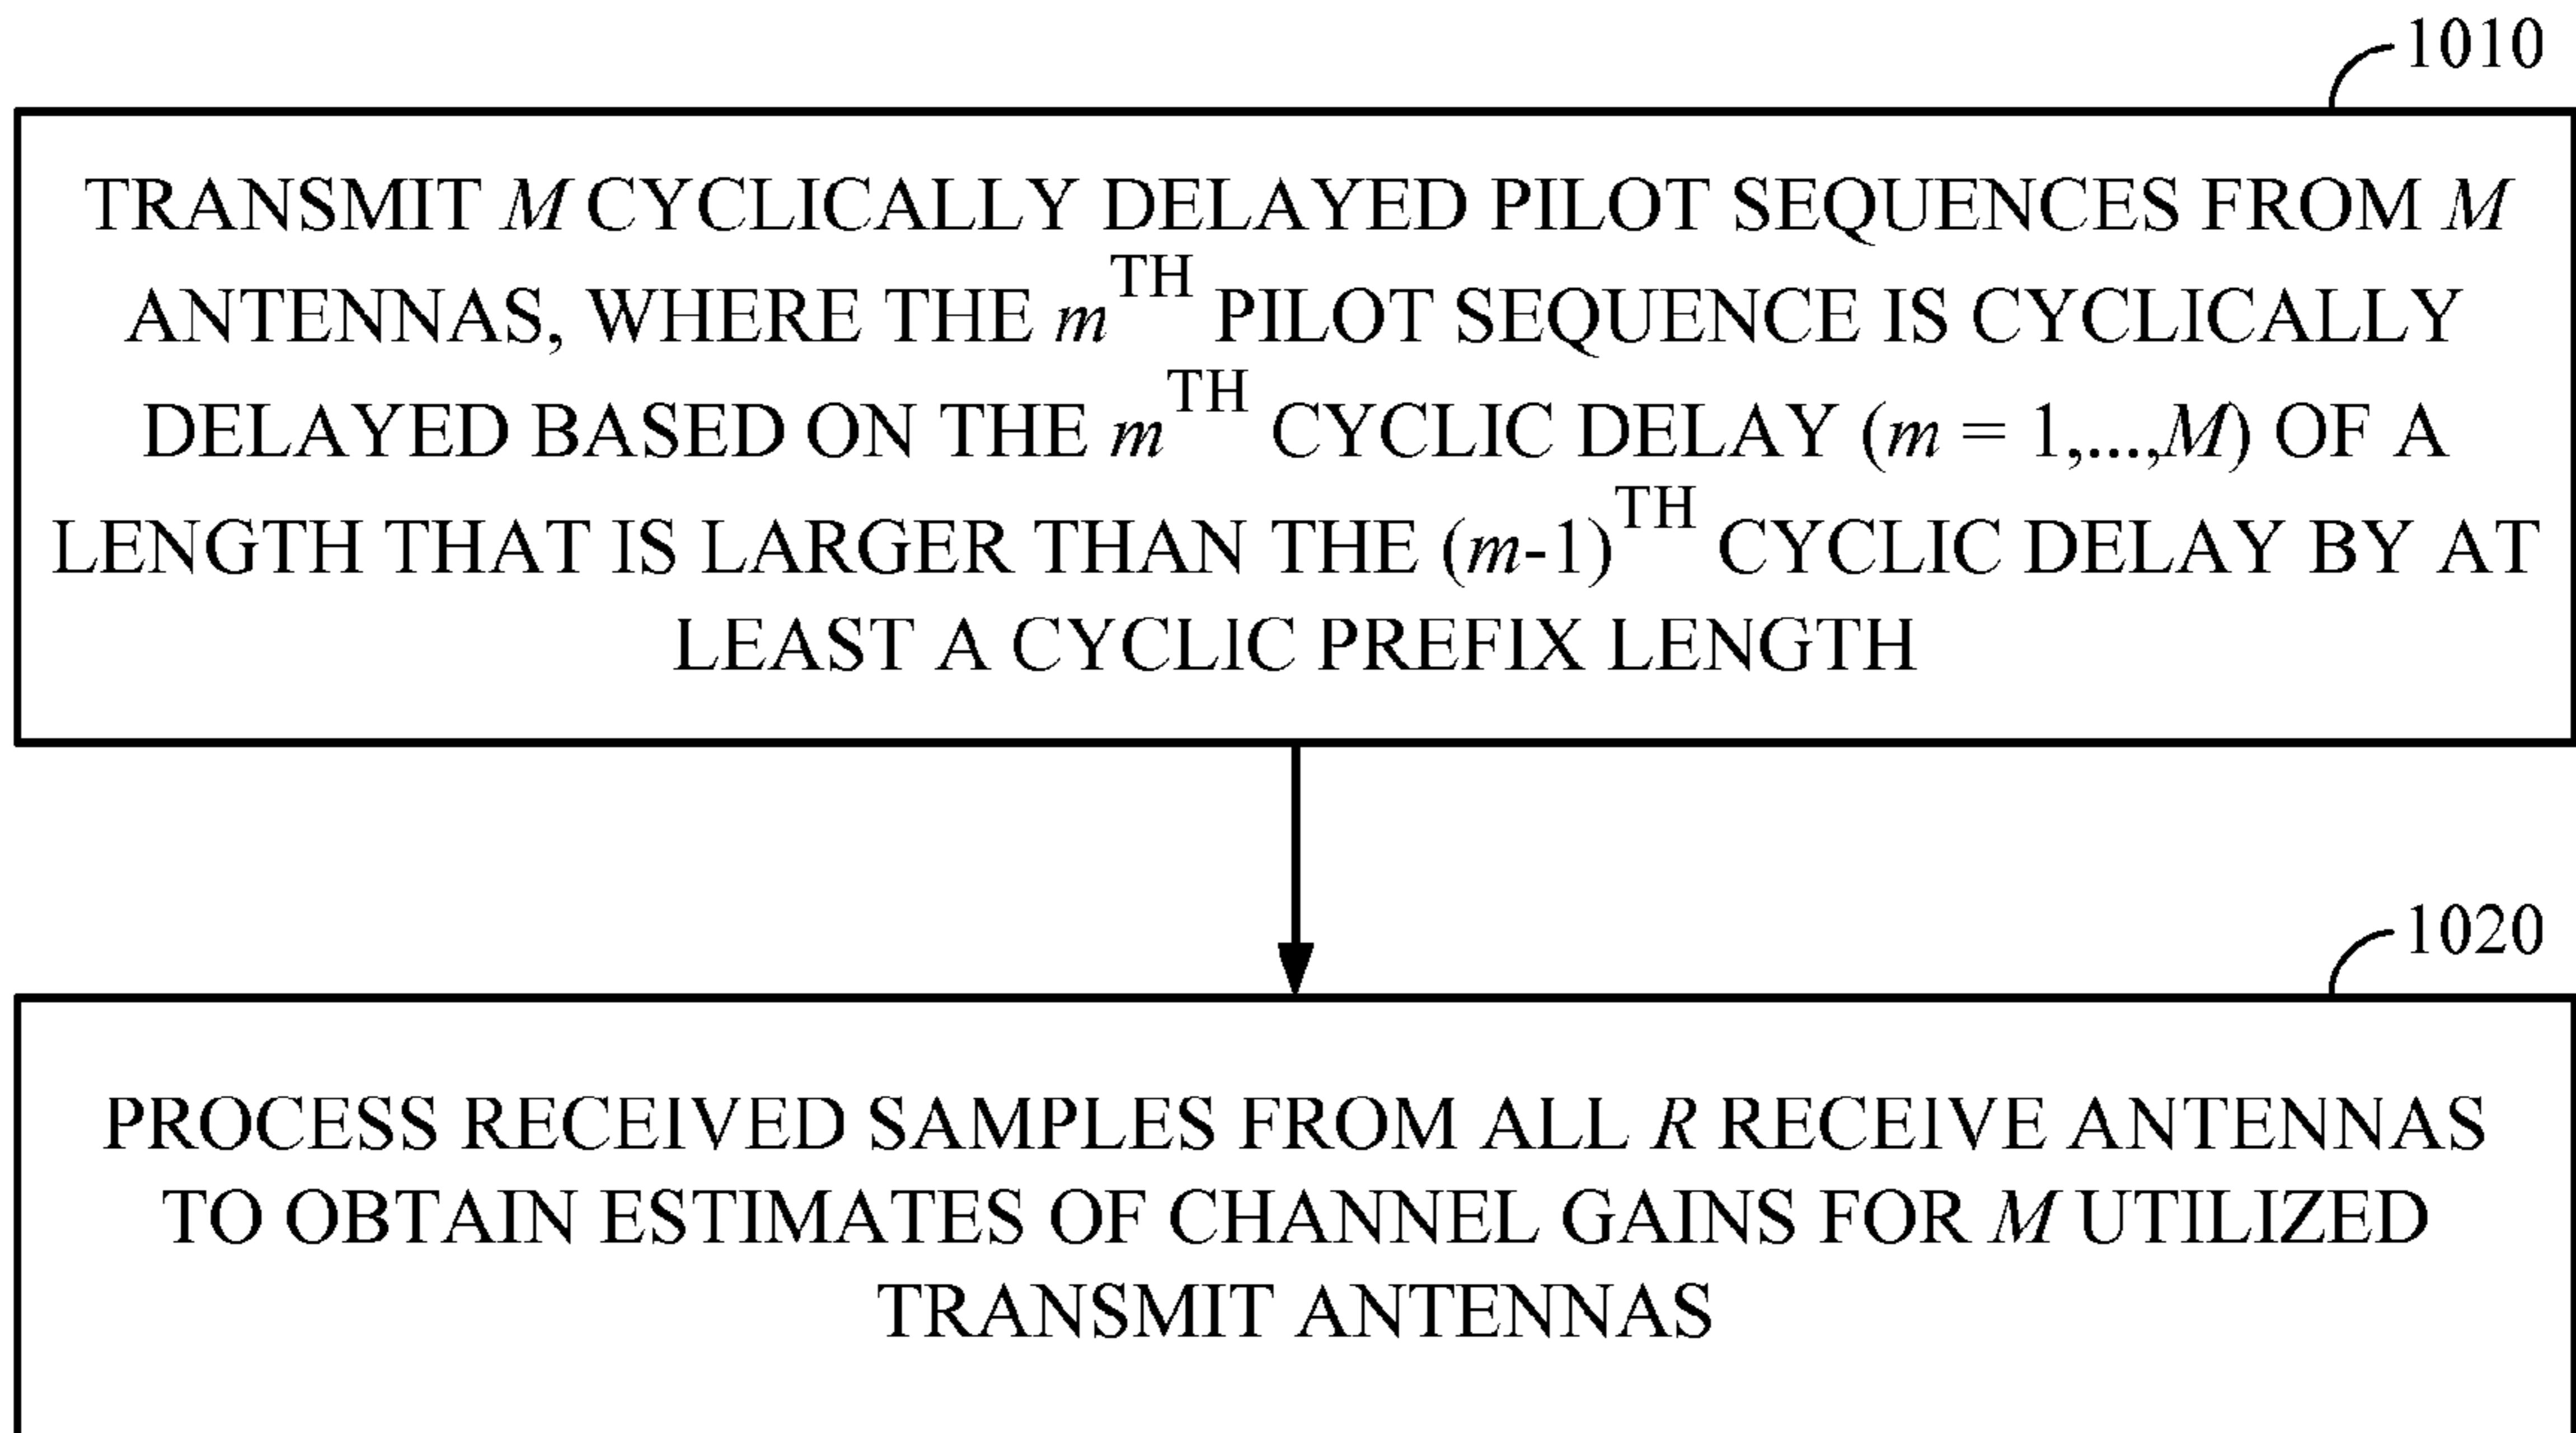 1010
TRANSMIT M CYCLICALLY DELAYED PILOT SEQUENCES FROM M
ANTENNAS, WHERE THE m^TH PILOT SEQUENCE IS CYCLICALLY
DELAYED BASED ON THE m^TH CYCLIC DELAY (m = 1,...,M) OF A
LENGTH THAT IS LARGER THAN THE (m-1)^TH CYCLIC DELAY BY AT
LEAST A CYCLIC PREFIX LENGTH
1020
PROCESS RECEIVED SAMPLES FROM ALL R RECEIVE ANTENNAS
TO OBTAIN ESTIMATES OF CHANNEL GAINS FOR M UTILIZED
TRANSMIT ANTENNAS